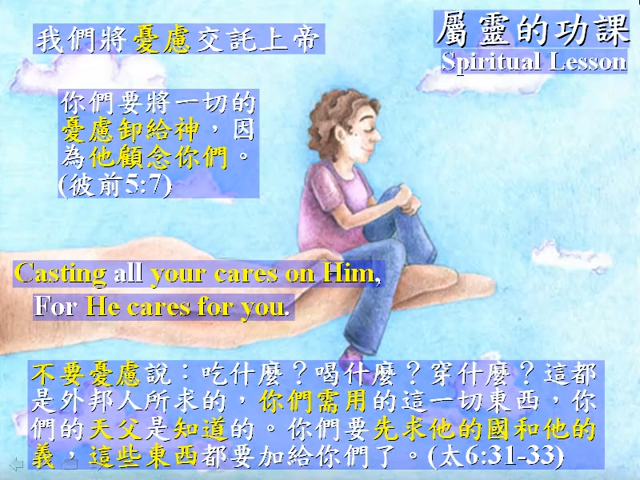 我們將憂慮交託上帝
屬靈的功課
Spiritual Lesson
你們要將一切的
憂慮卸給神，因
為他顧念你們。
(彼前5:7)
Casting all your cares on Him,
For He cares for you.
不要憂慮說：吃什麼？喝什麼？穿什麼？這都
是外邦人所求的，你們需用的這一切東西，你
們的天父是知道的。你們要先求他的國和他的
義，這些東西都要加給你們了。(太6:31-33)